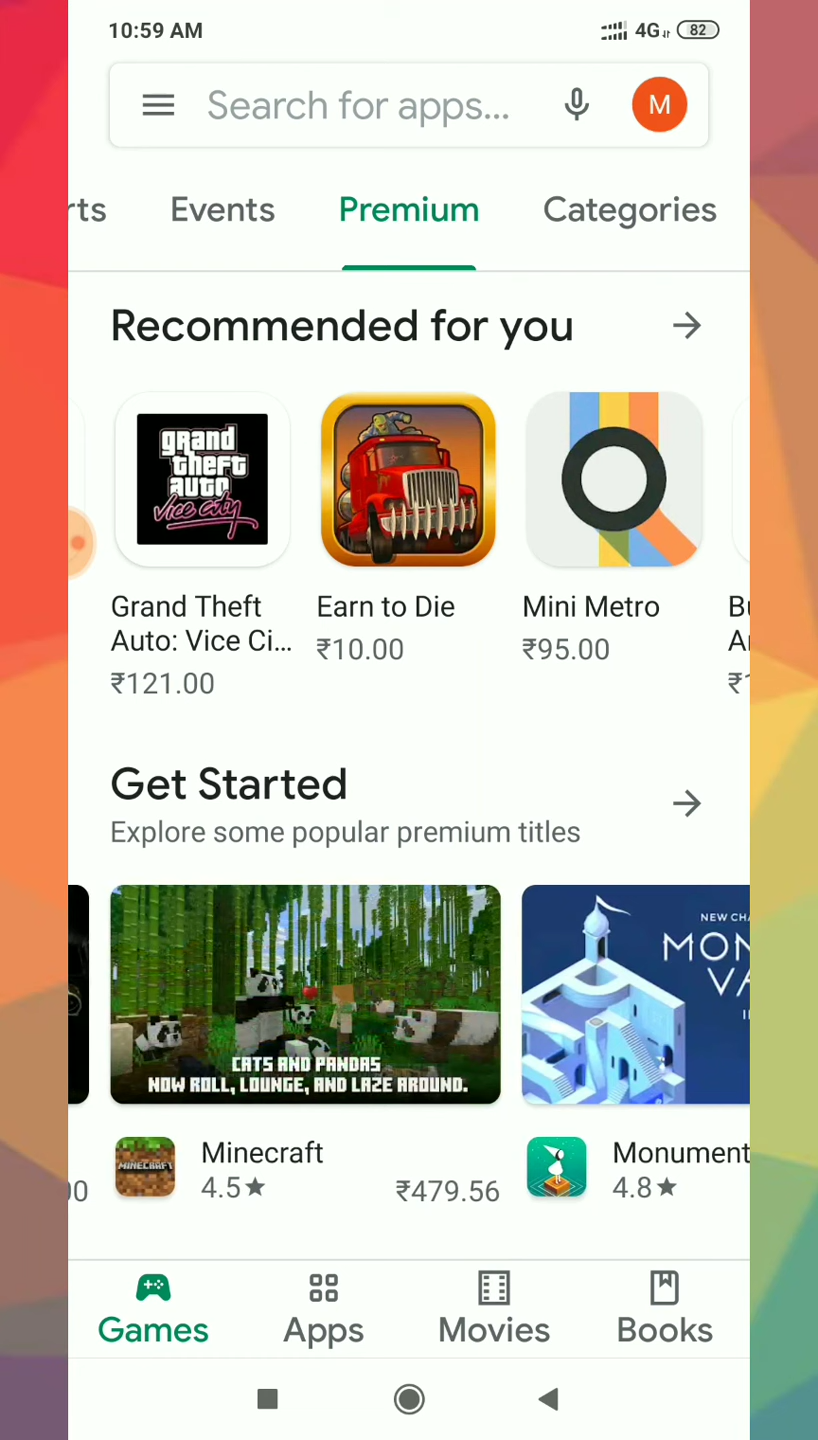 10:59 AM
4G
82
Search for apps...
M
rts
Events
Premium
Categories
Recommended for you
grand
theft
auto
vice city
Grand Theft
Auto: Vice Ci...
₹121.00
Earn to Die
₹10.00
Mini Metro
₹95.00
Get Started
Explore some popular premium titles
CATS AND PANDAS
NOW ROLL, LOUNGE, AND LAZE AROUND.
NEW CHA
MON
VA
MINECRAFT
Minecraft
4.5★
₹479.56
Monument
4.8★
Games
Apps
Movies
Books